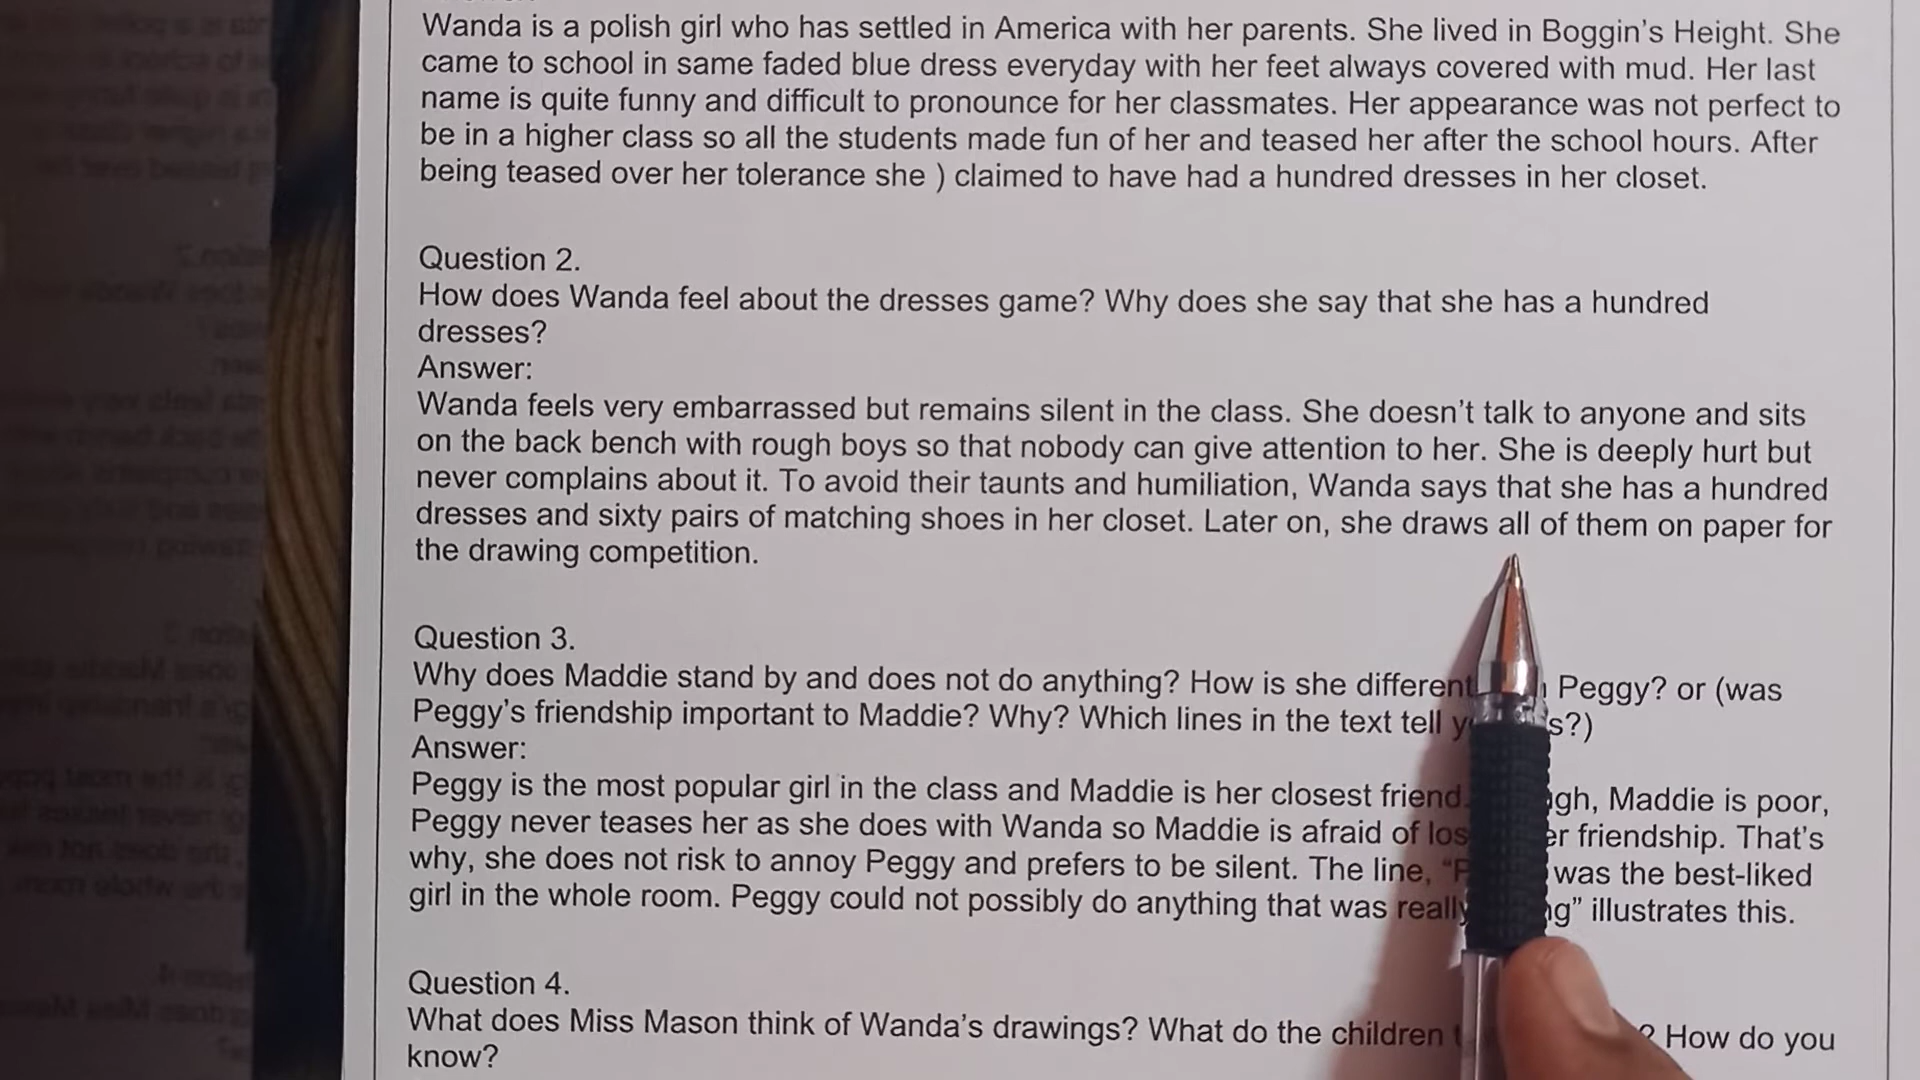 Wanda is a polish girl who has settled in America with her parents. She lived in Boggin's Height. She
came to school in same faded blue dress everyday with her feet always covered with mud. Her last
name is quite funny and difficult to pronounce for her classmates. Her appearance was not perfect to
be in a higher class so all the students made fun of her and teased her after the school hours. After
being teased over her tolerance she ) claimed to have had a hundred dresses in her closet.
Question 2.
How does Wanda feel about the dresses game? Why does she say that she has a hundred
dresses?
Answer:
Wanda feels very embarrassed but remains silent in the class. She doesn't talk to anyone and sits
on the back bench with rough boys so that nobody can give attention to her. She is deeply hurt but
never complains about it. To avoid their taunts and humiliation, Wanda says that she has a hundred
dresses and sixty pairs of matching shoes in her closet. Later on, she draws all of them on paper for
the drawing competition.
Question 3.
Why does Maddie stand by and does not do anything? How is she different Peggy? or (was
Peggy's friendship important to Maddie? Why? Which lines in the text tell
Answer:
Peggy is the most popular girl in the class and Maddie is her closest friend. Maddie is poor,
Peggy never teases her as she does with Wanda so Maddie is afraid of friendship. That's
why, she does not risk to annoy Peggy and prefers to be silent. The line, was the best-liked
girl in the whole room. Peggy could not possibly do anything that was really illustrates this.
Question 4.
What does Miss Mason think of Wanda's drawings? What do the children How do you
know?